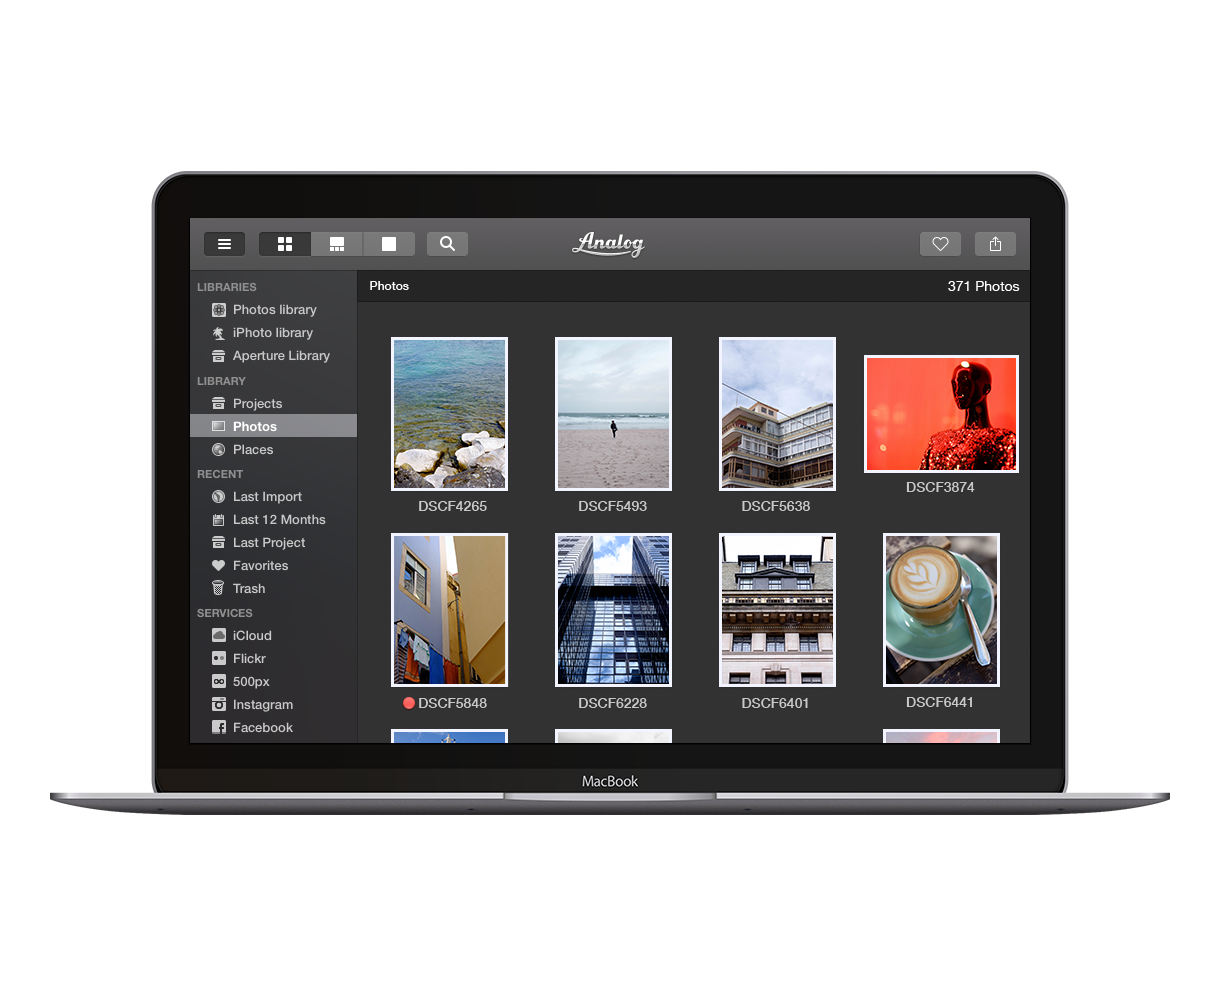 Analog
LIBRARIES
Photos library
iPhoto library
Aperture Library
LIBRARY
Projects
Photos
Places
RECENT
Last Import
Last 12 Months
Last Project
Favorites
Trash
SERVICES
iCloud
Flickr
500px
Instagram
Facebook
Photos
371 Photos
DSCF4265
DSCF5493
DSCF5638
DSCF3874
DSCF5848
DSCF6228
DSCF6401
DSCF6441
MacBook